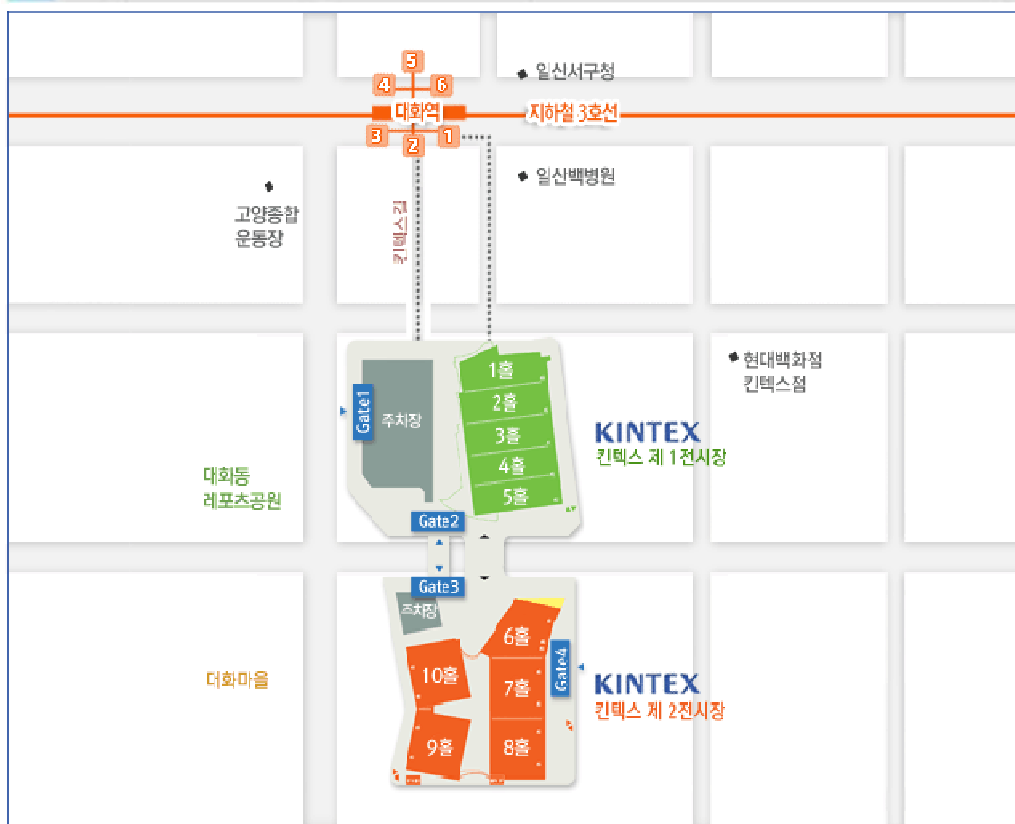 5
일산서구청
4
6
대화역
지하철 3호선
3
2
1
일산백병원
고양종합
운동장
킨텍스길
현대백화점
킨텍스점
1홀
2홀
3홀
4홀
5홀
Gate1
주차장
KINTEX
킨텍스 제 1전시장
대화동
레포츠공원
Gate2
Gate3
주차장
6홀
7홀
8홀
9홀
10홀
Gate4
KINTEX
킨텍스 제 2전시장
대화마을